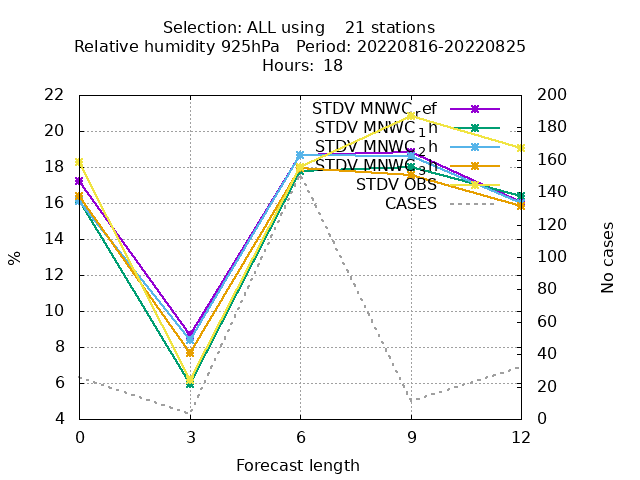 Selection: ALL using 21 stations
Relative humidity 925hPa Period: 20220816-20220825
Hours: 18
22
20
18
16
14
12
10
8
6
4
200
180
160
140
120
100
80
60
40
20
0
STDV MNWC_ref
STDV MNWC_1h
STDV MNWC_2h
STDV MNWC_3h
STDV OBS
CASES
%
No cases
0 3 6 9 12
Forecast length